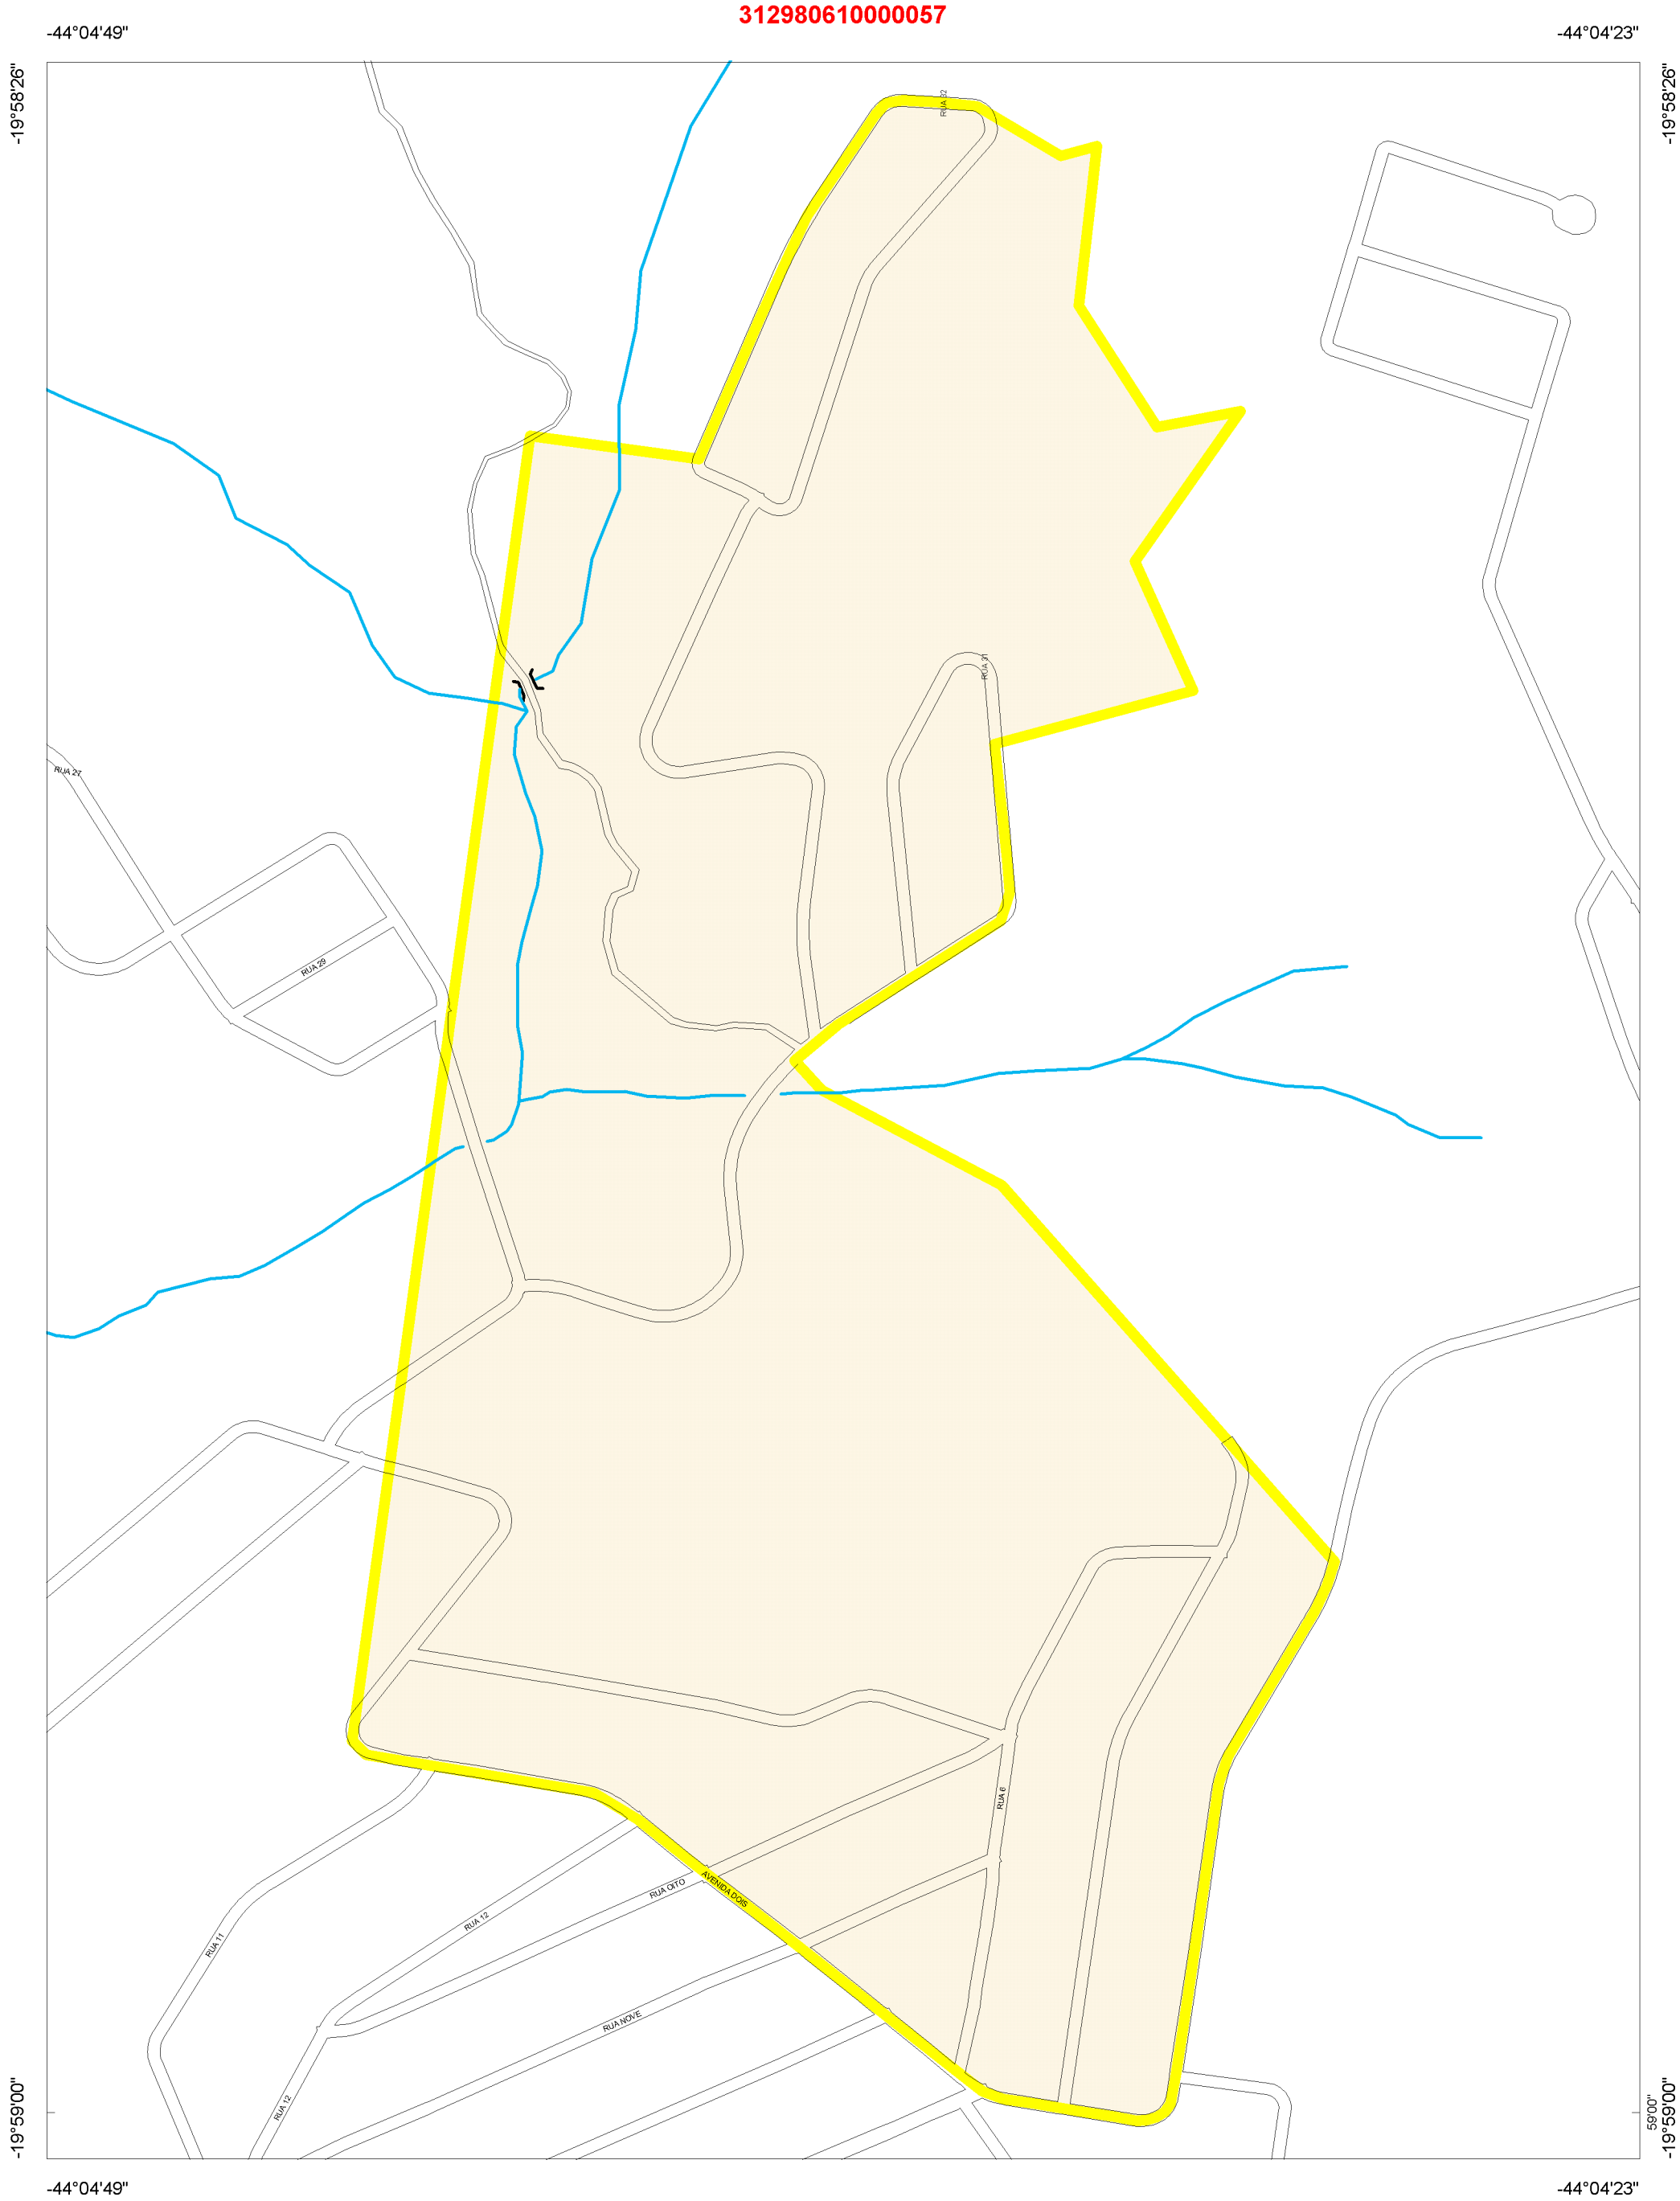 312980610000057
-44°04'49"
-44°04'23"
-19°58'26"
-19°58'26"
RUA 32
RUA 31
RUA 27
RUA 29
RUA 6
AVENIDA DOIS
RUA OITO
RUA 12
RUA 11
RUA NOVE
RUA 12
-19°59'00"
59'00"
-19°59'00"
-44°04'49"
-44°04'23"